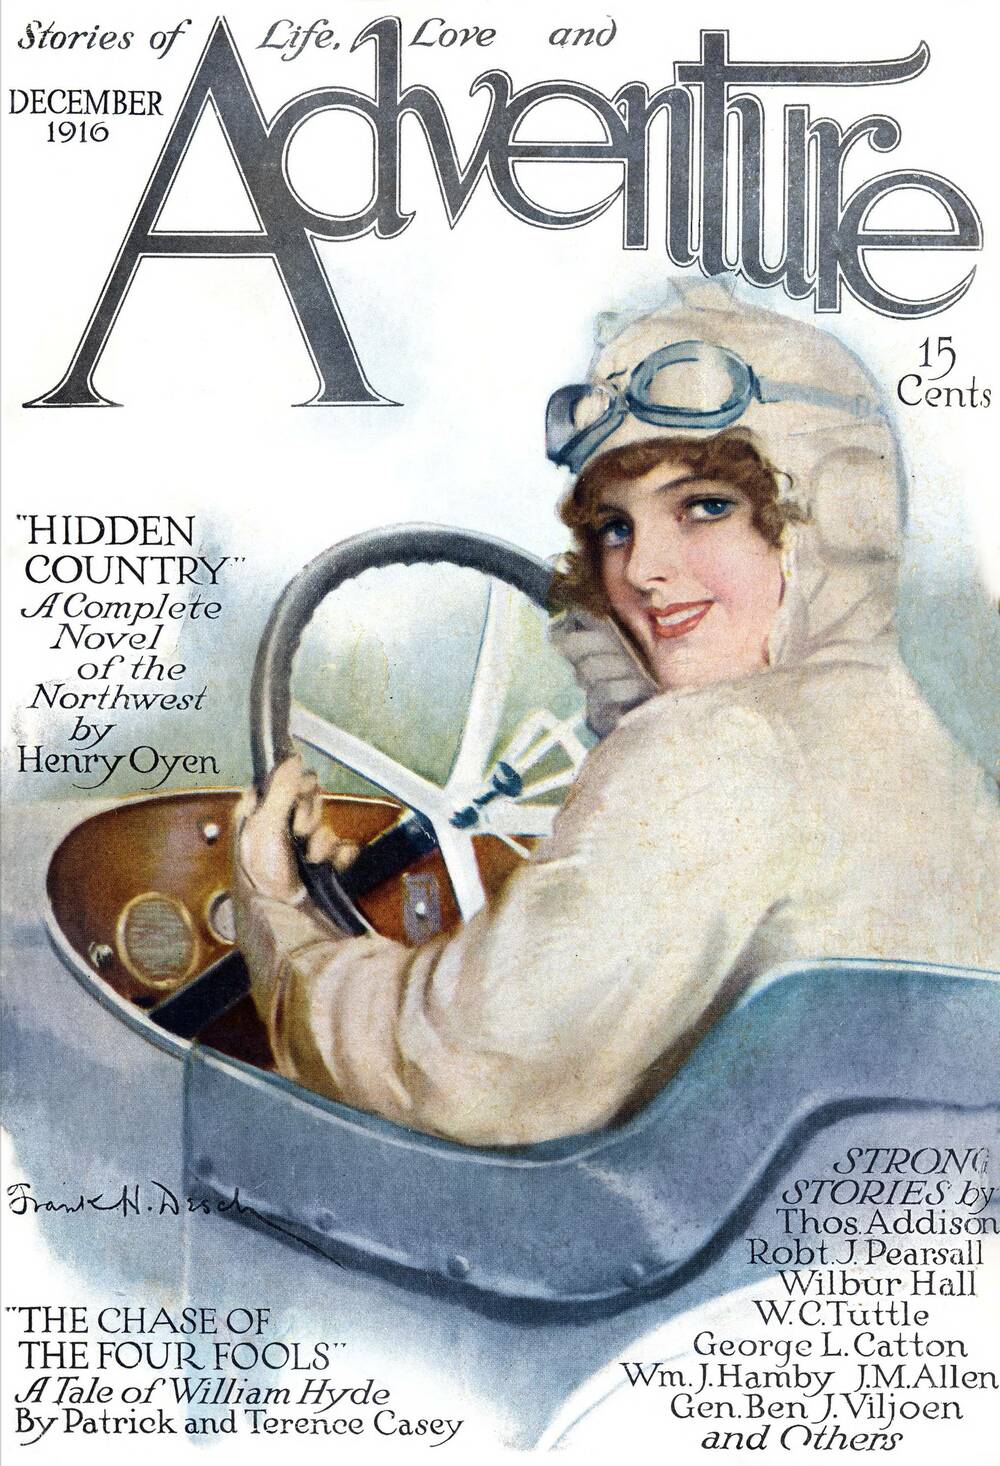 Stories of Life, Love and
Adventure
DECEMBER
1916
15
Cents
"HIDDEN
COUNTRY"
A Complete
Novel
of the
Northwest
by
Henry Oyen
Frank H. Desch
STRONG
STORIES by
Thos. Addison
Robt. J. Pearsall
Wilbur Hall
W.C. Tuttle
George L. Catton
Wm. J. Hamby J.M. Allen
Gen. Ben J. Viljoen
and Others
"THE CHASE OF
THE FOUR FOOLS"
A Tale of William Hyde
By Patrick and Terence Casey